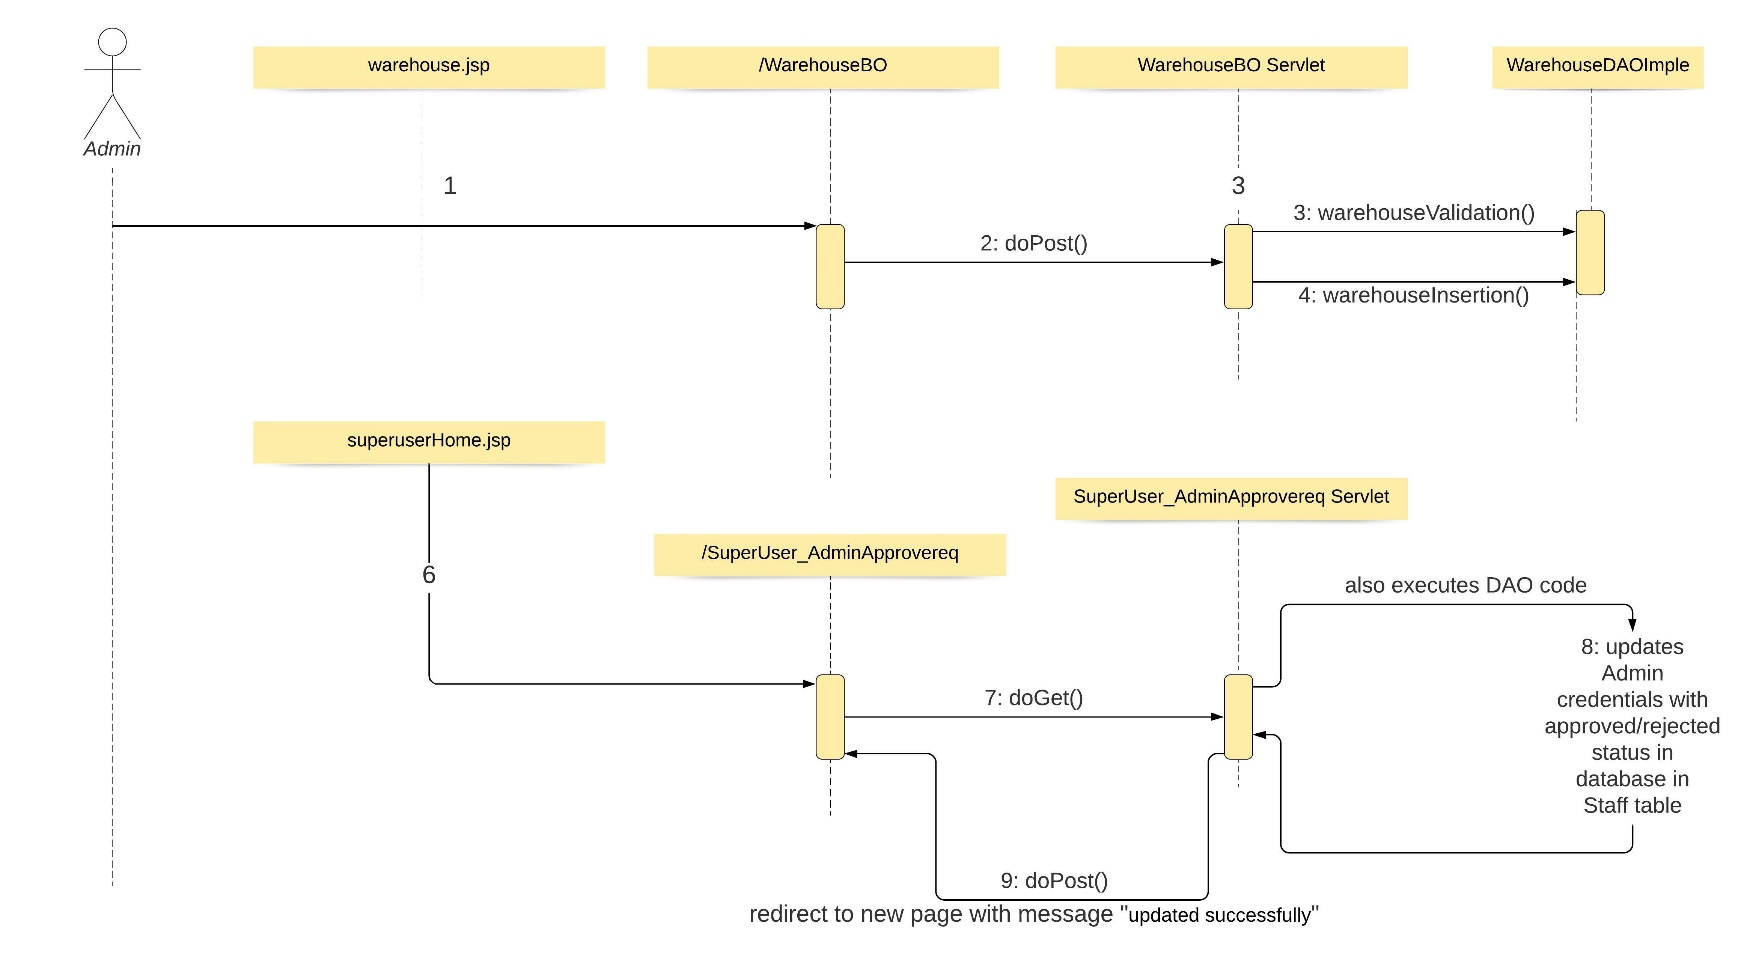 warehouse.jsp
/WarehouseBO
WarehouseBO Servlet
WarehouseDAOImple
Admin
1
3
3: warehouseValidation()
2: doPost()
4: warehouseInsertion()
superuserHome.jsp
SuperUser_AdminApprovereq Servlet
/SuperUser_AdminApprovereq
6
also executes DAO code
8: updates
Admin
credentials with
approved/rejected
status in
database in
Staff table
7: doGet()
9: doPost()
redirect to new page with message "updated successfully"